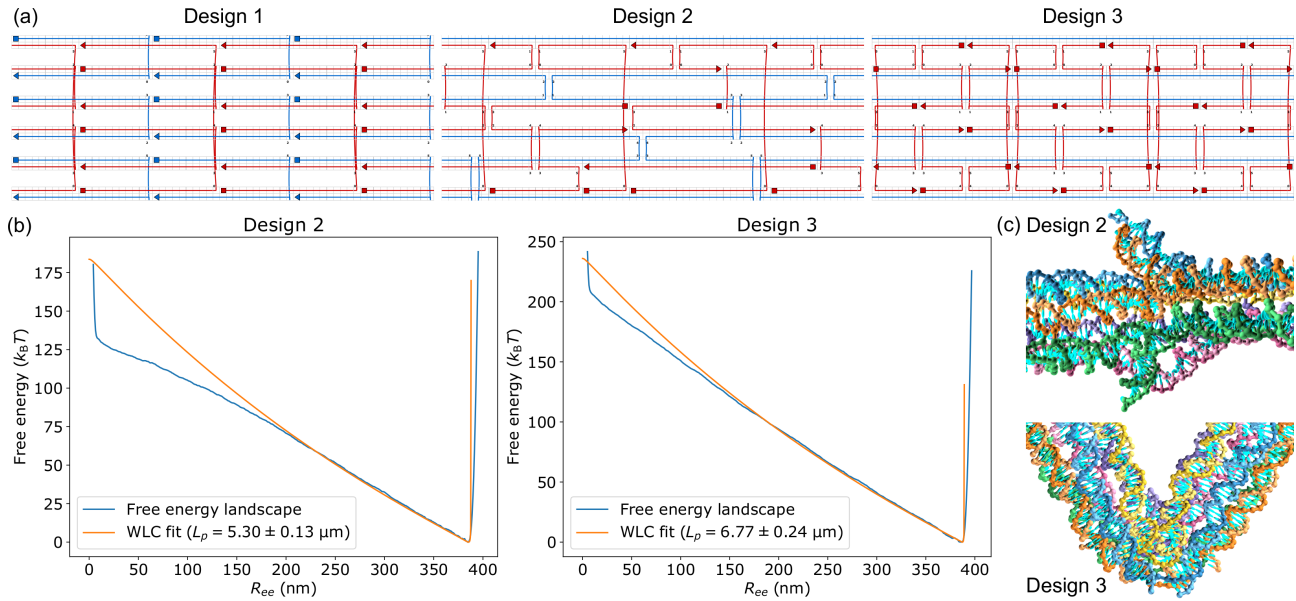 (a)
Design 1
Design 2
Design 3
(b)
Design 2
Free energy (kBT)
175
150
125
100
75
50
25
0
Free energy landscape
WLC fit (Lp = 5.30 ± 0.13 µm)
0 50 100 150 200 250 300 350 400
Ree (nm)
Design 3
Free energy (kBT)
250
200
150
100
50
0
Free energy landscape
WLC fit (Lp = 6.77 ± 0.24 µm)
0 50 100 150 200 250 300 350 400
Ree (nm)
(c)
Design 2
Design 3